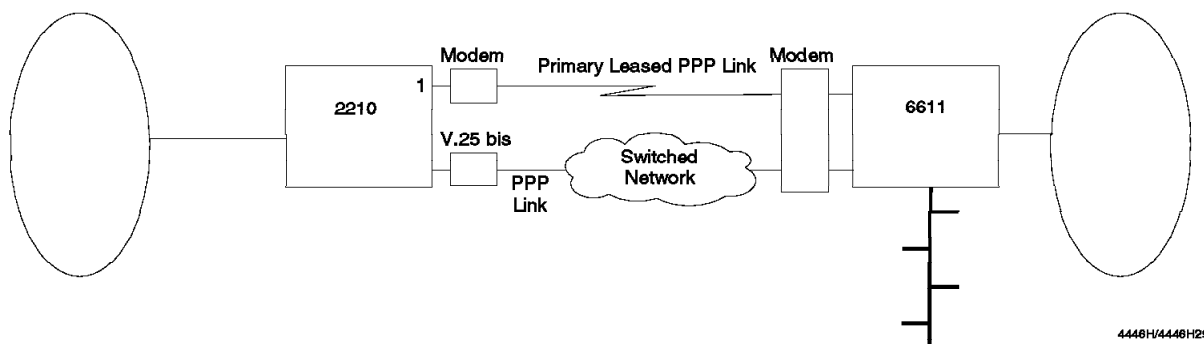 Modem
Primary Leased PPP Link
Modem
1
2210
6611
V.25 bis
Switched
Network
PPP
Link